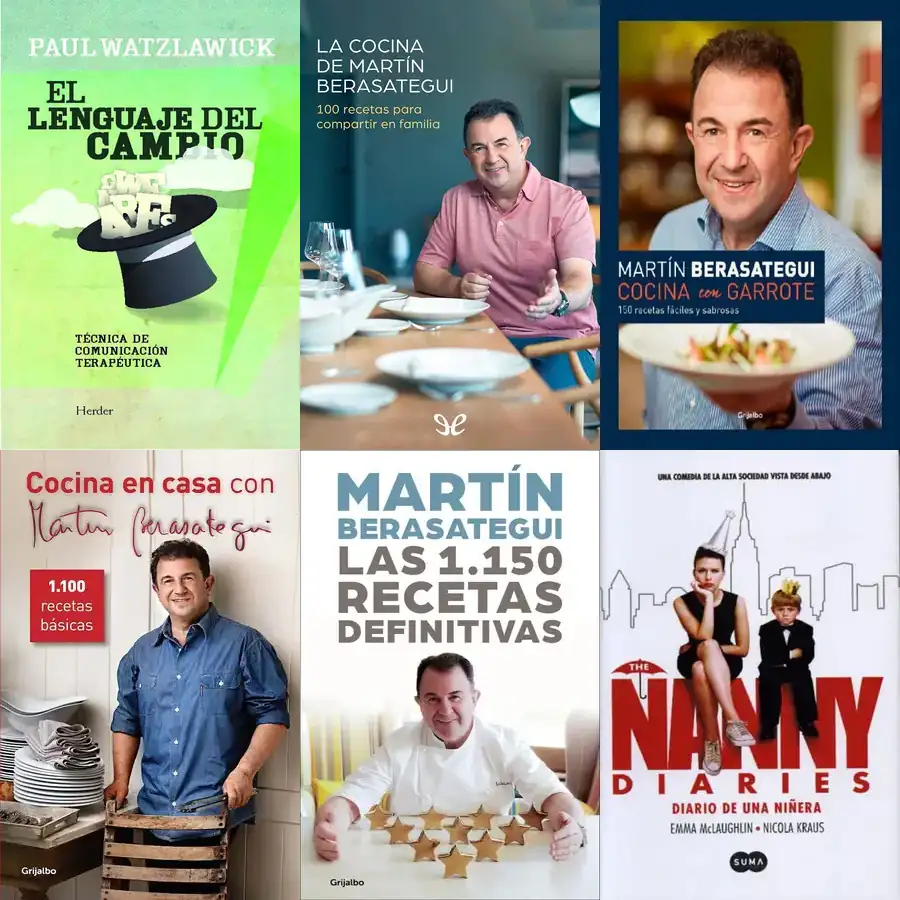 PAUL WATZLAWICK
EL
LENGUAJE DEL
CAMBIO
TÉCNICA DE
COMUNICACIÓN
TERAPÉUTICA
Herder
LA COCINA
DE MARTÍN
BERASATEGUI
100 recetas para
compartir en familia
MARTÍN BERASATEGUI
COCINA con GARROTE
150 recetas fáciles y sabrosas
Grijalbo
Cocina en casa con
Martín Berasategui
1.100
recetas
básicas
Grijalbo
MARTÍN
BERASATEGUI
LAS 1.150
RECETAS
DEFINITIVAS
Grijalbo
UNA COMEDIA DE LA ALTA SOCIEDAD VISTA DESDE ABAJO
THE
NANNY
DIARIES
DIARIO DE UNA NIÑERA
EMMA McLAUGHLIN • NICOLA KRAUS
SUMA